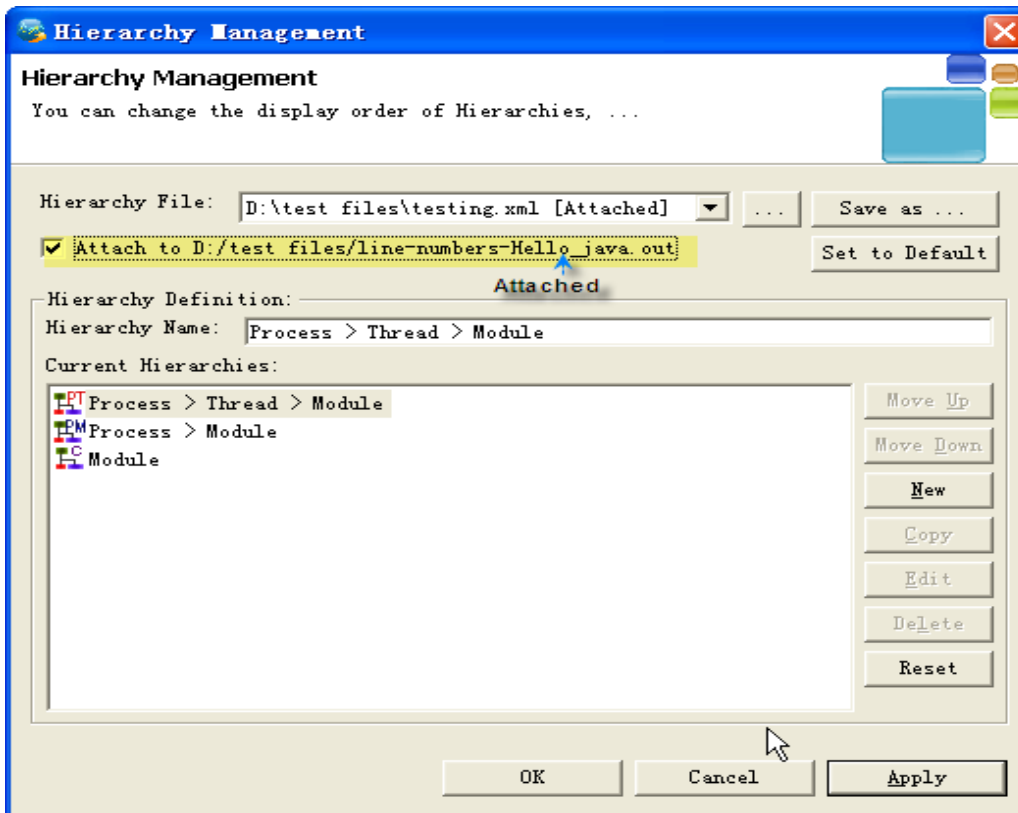 Hierarchy Management
Hierarchy Management
You can change the display order of Hierarchies, ...
Hierarchy File: D:\test files\testing.xml [Attached] ... Save as ...
Attach to D:/test files/line-numbers-Hello_java.out Set to Default
Attached
Hierarchy Definition:
Hierarchy Name: Process > Thread > Module
Current Hierarchies:
PT Process > Thread > Module Move Up
PM Process > Module Move Down
C Module
New
Copy
Edit
Delete
Reset
OK Cancel Apply